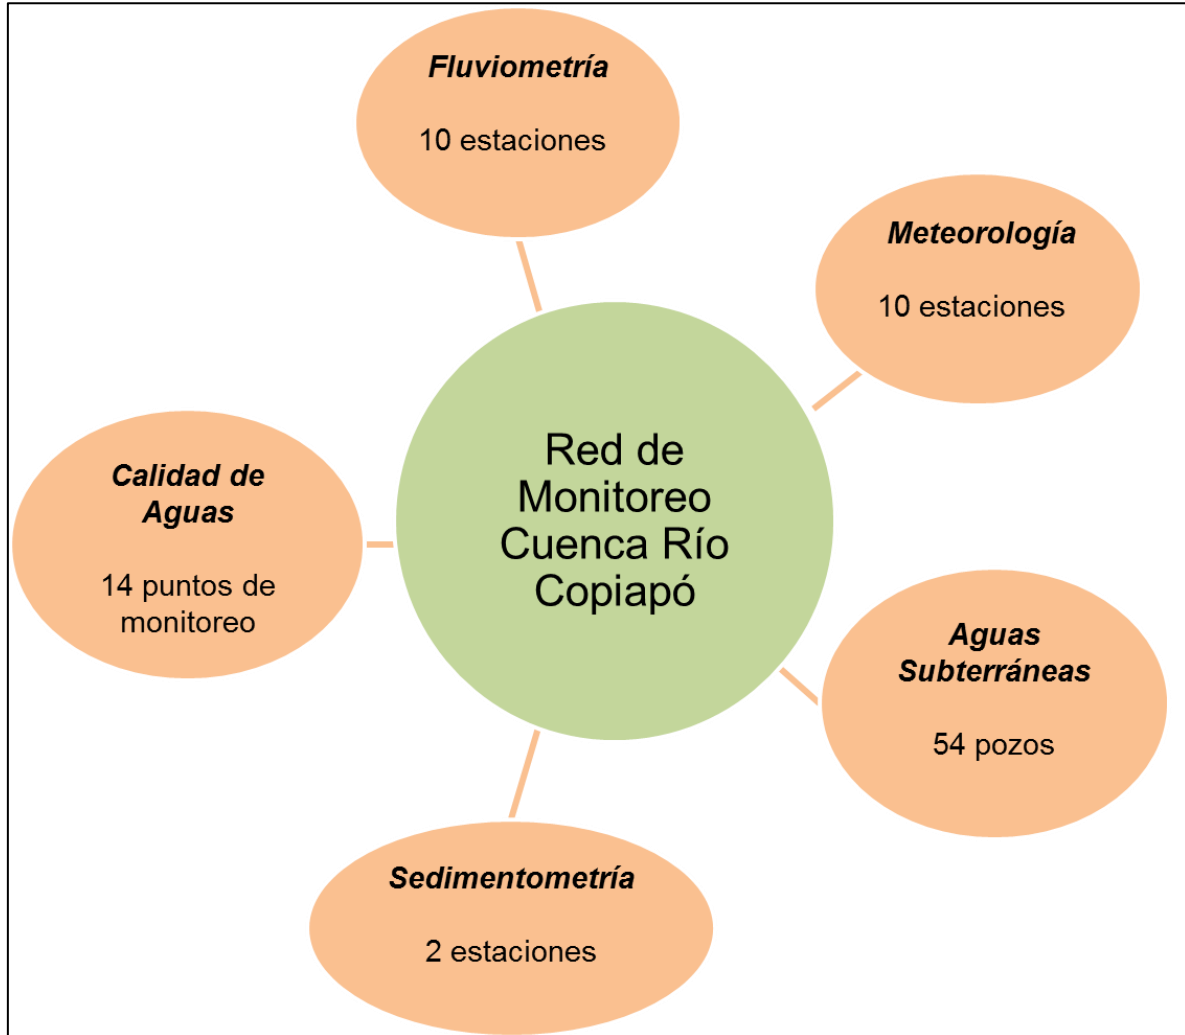 Fluviometría
10 estaciones
Meteorología
10 estaciones
Red de
Monitoreo
Cuenca Río
Copiapó
Calidad de
Aguas
14 puntos de
monitoreo
Aguas
Subterráneas
54 pozos
Sedimentometría
2 estaciones